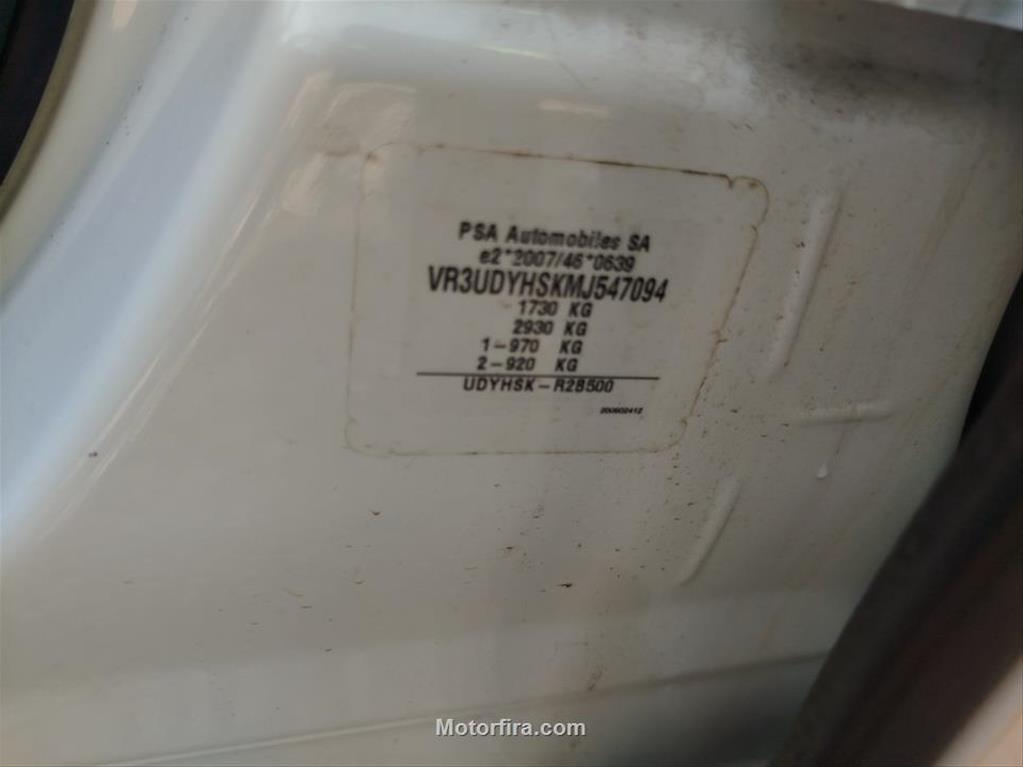 PSA Automobiles SA
e2*2007/46*0639
VR3UDYHSKMJ547094
1730 KG
2930 KG
1-970 KG
2-920 KG
UDYHSK-R2B500
Motorfira.com